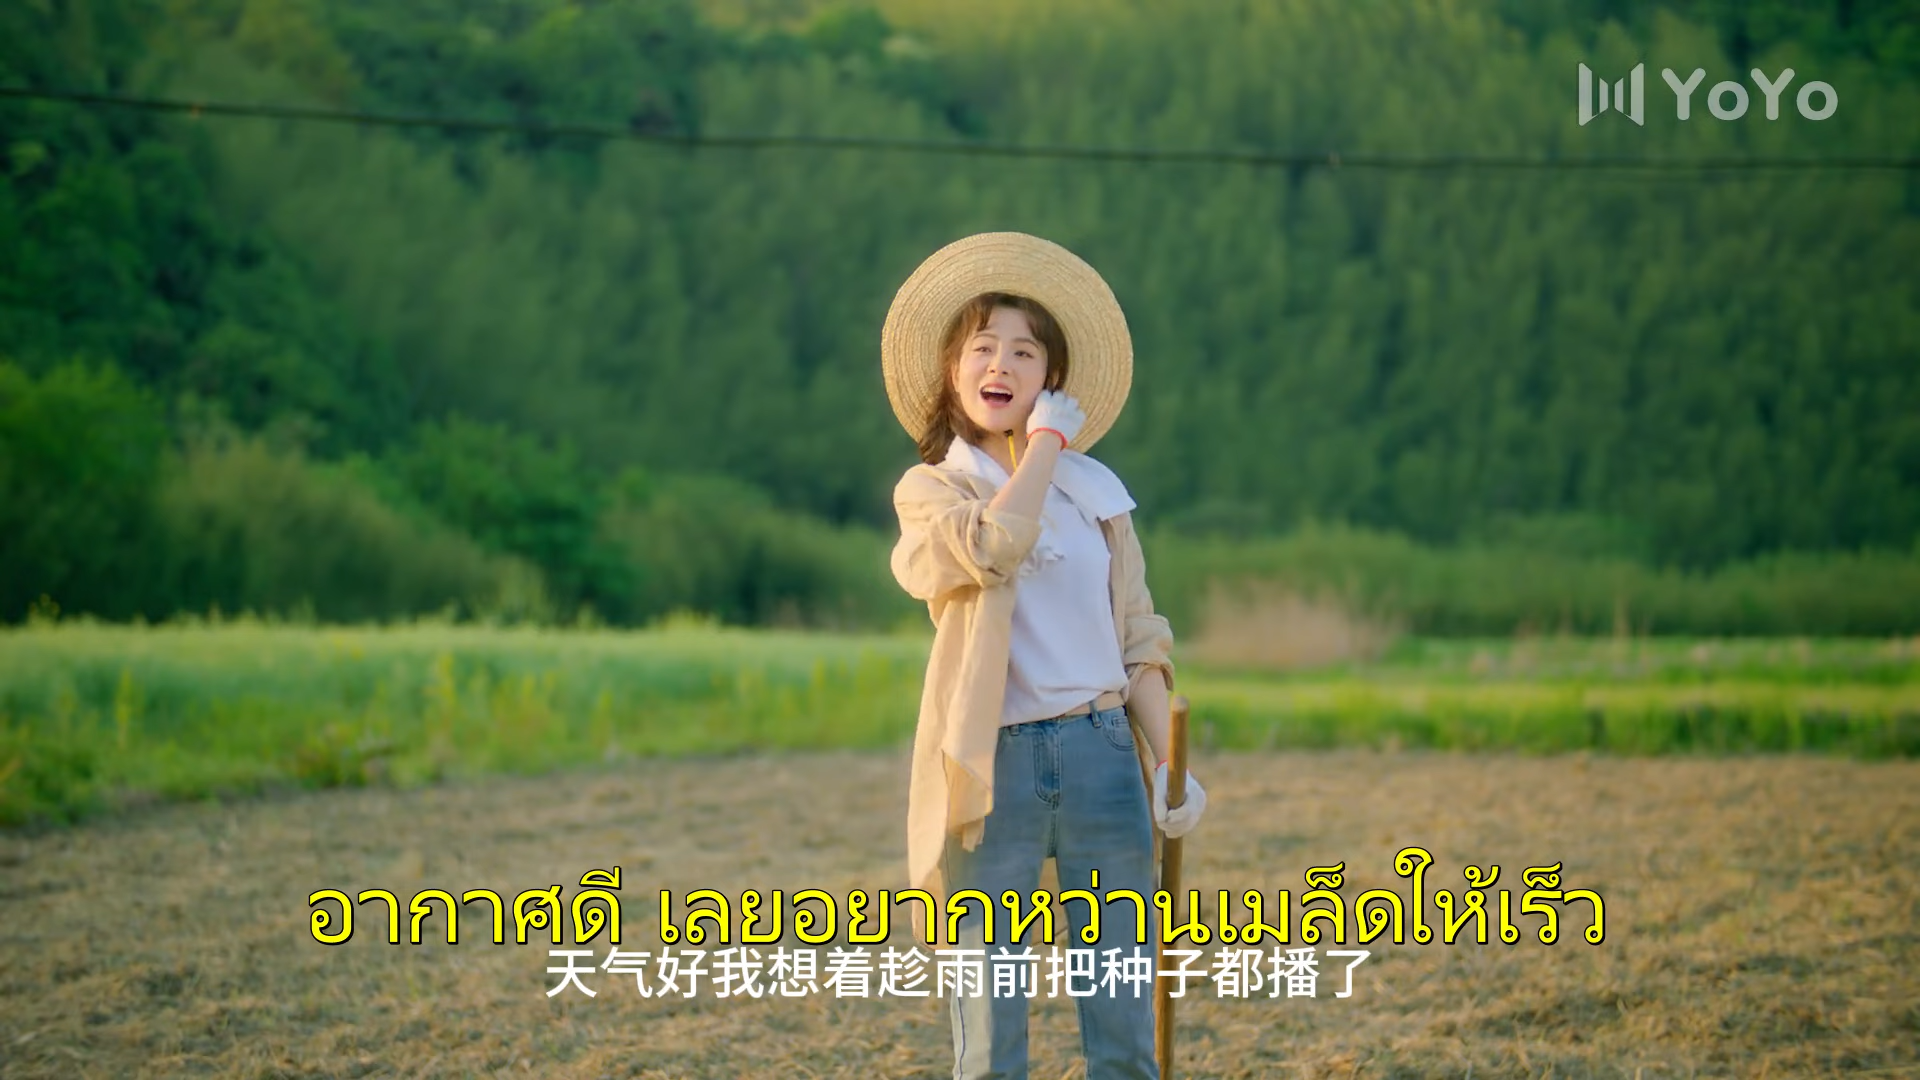 YoYo
อากาศดี เลยอยากหว่านเมล็ดให้เร็ว
天气好我想着趁雨前把种子都播了